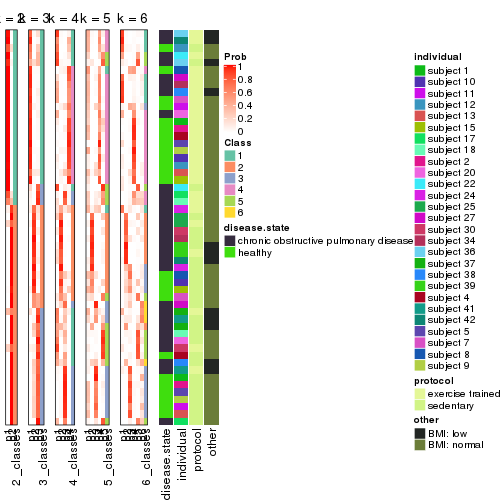 k = 2 k = 3 k = 4 k = 5 k = 6
Prob
1
0.8
0.6
0.4
0.2
0
Class
1
2
3
4
5
6
disease.state
chronic obstructive pulmonary disease
healthy
individual
subject 1
subject 10
subject 11
subject 12
subject 13
subject 15
subject 17
subject 18
subject 2
subject 20
subject 22
subject 24
subject 25
subject 27
subject 30
subject 34
subject 36
subject 37
subject 38
subject 39
subject 4
subject 41
subject 42
subject 5
subject 7
subject 8
subject 9
protocol
exercise trained
sedentary
other
BMI: low
BMI: normal
2_classes
3_classes
4_classes
5_classes
6_classes
disease.state
individual
protocol
other